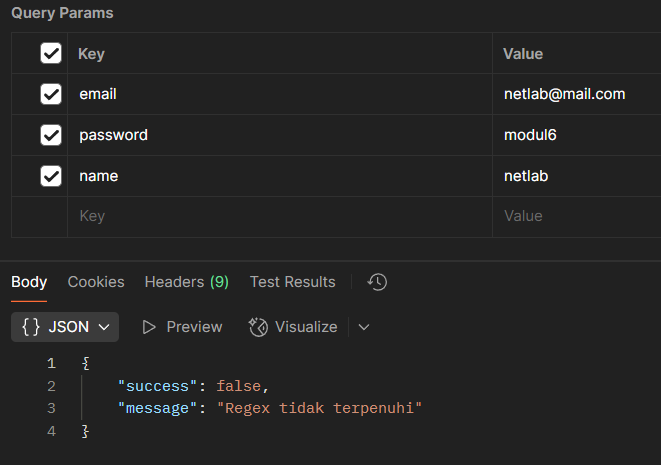 Query Params
Key Value
email netlab@mail.com
password modul6
name netlab
Key Value
Body Cookies Headers (9) Test Results
{ } JSON Preview Visualize
1 {
2 "success": false,
3 "message": "Regex tidak terpenuhi"
4 }